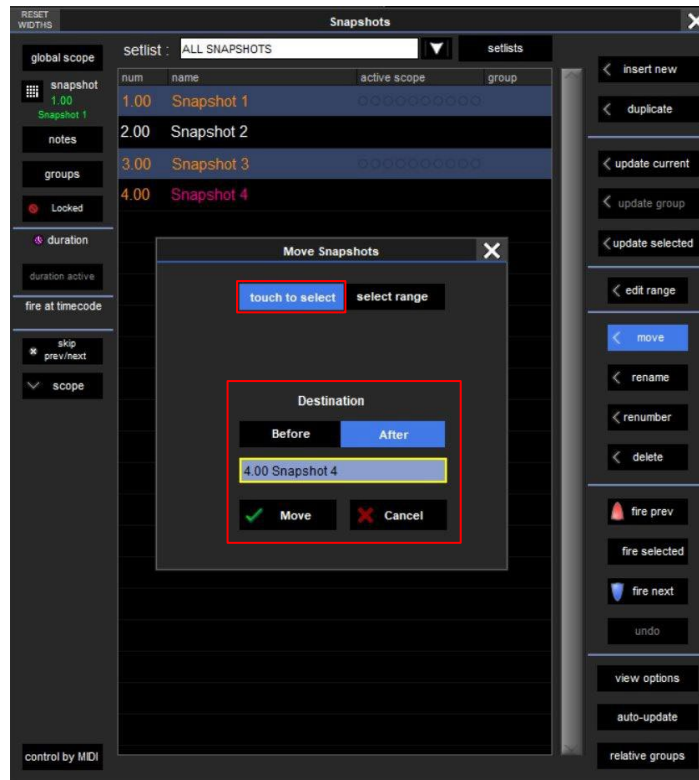 RESET
WIDTHS
Snapshots
global scope
setlist :
ALL SNAPSHOTS
setlists
num
name
active scope
group
snapshot
1.00
Snapshot 1
1.00
Snapshot 1
2.00
Snapshot 2
3.00
Snapshot 3
4.00
Snapshot 4
notes
groups
Locked
duration
duration active
fire at timecode
skip
prev/next
scope
control by MIDI
Move Snapshots
touch to select
select range
Destination
Before
After
4.00 Snapshot 4
Move
Cancel
insert new
duplicate
update current
update group
update selected
edit range
move
rename
renumber
delete
fire prev
fire selected
fire next
undo
view options
auto-update
relative groups